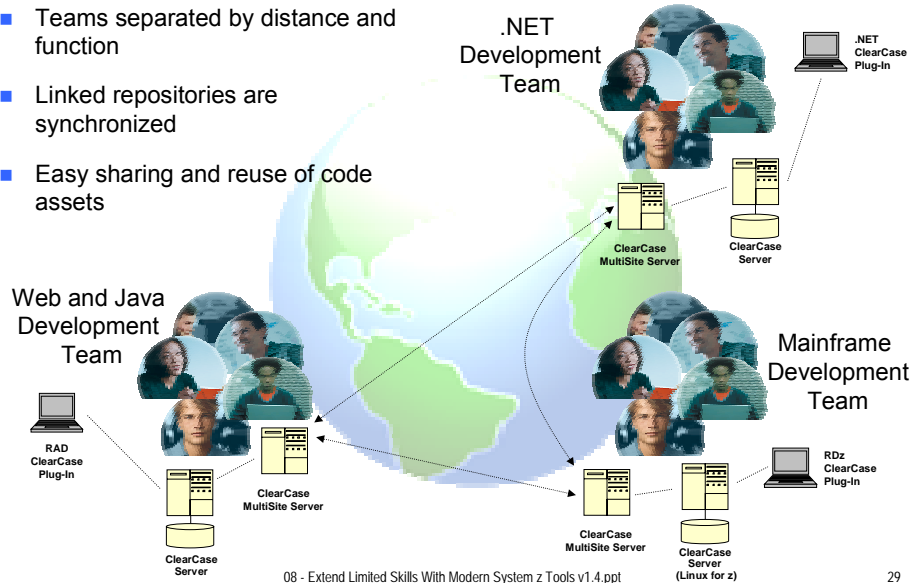 Teams separated by distance and
function
Linked repositories are
synchronized
Easy sharing and reuse of code
assets
.NET
Development
Team
.NET
ClearCase
Plug-In
ClearCase
MultiSite Server
ClearCase
Server
Web and Java
Development
Team
RAD
ClearCase
Plug-In
ClearCase
MultiSite Server
ClearCase
Server
Mainframe
Development
Team
RDz
ClearCase
Plug-In
ClearCase
MultiSite Server
ClearCase
Server
(Linux for z)
08 - Extend Limited Skills With Modern System z Tools v1.4.ppt
29